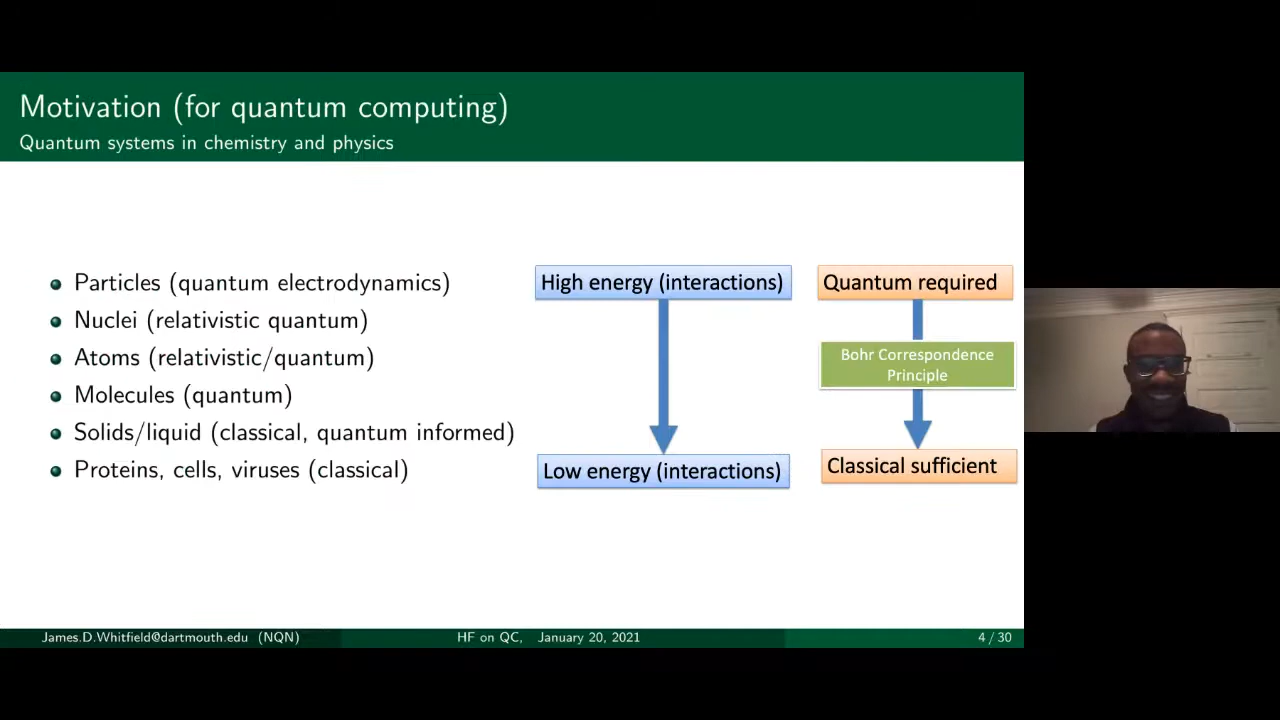 Motivation (for quantum computing)
Quantum systems in chemistry and physics
Particles (quantum electrodynamics)
Nuclei (relativistic quantum)
Atoms (relativistic/quantum)
Molecules (quantum)
Solids/liquid (classical, quantum informed)
Proteins, cells, viruses (classical)
High energy (interactions)
Low energy (interactions)
Quantum required
Bohr Correspondence
Principle
Classical sufficient
James.D.Whitfield@dartmouth.edu (NQN)
HF on QC, January 20, 2021
4 / 30